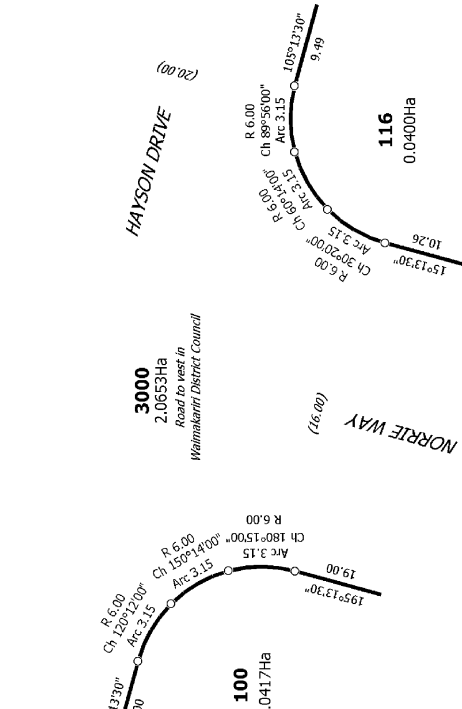 105°13'30"
9.49
(20.00)
R 6.00
Ch 89°56'00"
Arc 3.15
116
0.0400Ha
HAYSON DRIVE
R 6.00
Ch 60°14'00"
Arc 3.15
R 6.00
Ch 30°20'00"
Arc 3.15
10.26
15°13'30"
3000
2.0653Ha
Road to vest in
Waimakariri District Council
(16.00)
NORRIE WAY
R 6.00
Ch 180°15'00"
Arc 3.15
R 6.00
Ch 150°14'00"
Arc 3.15
19.00
195°13'30"
R 6.00
Ch 120°12'00"
Arc 3.15
13'30"
00
100
.0417Ha